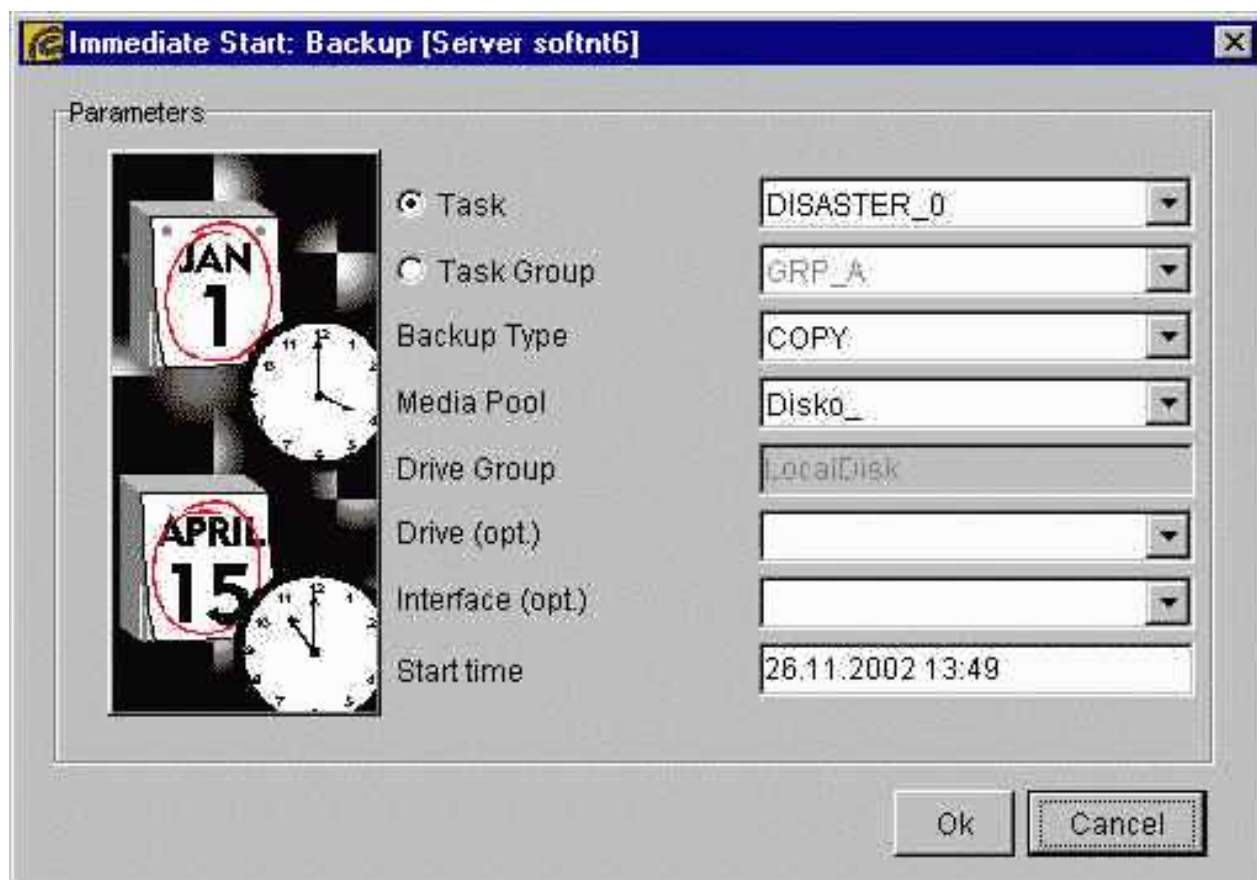 Immediate Start: Backup [Server softnt6]
Parameters
Task DISASTER_0
Task Group GRP_A
Backup Type COPY
Media Pool Disko_
Drive Group LocalDisk
Drive (opt.)
Interface (opt.)
Start time 26.11.2002 13:49
JAN
1
APRIL
15
Ok Cancel